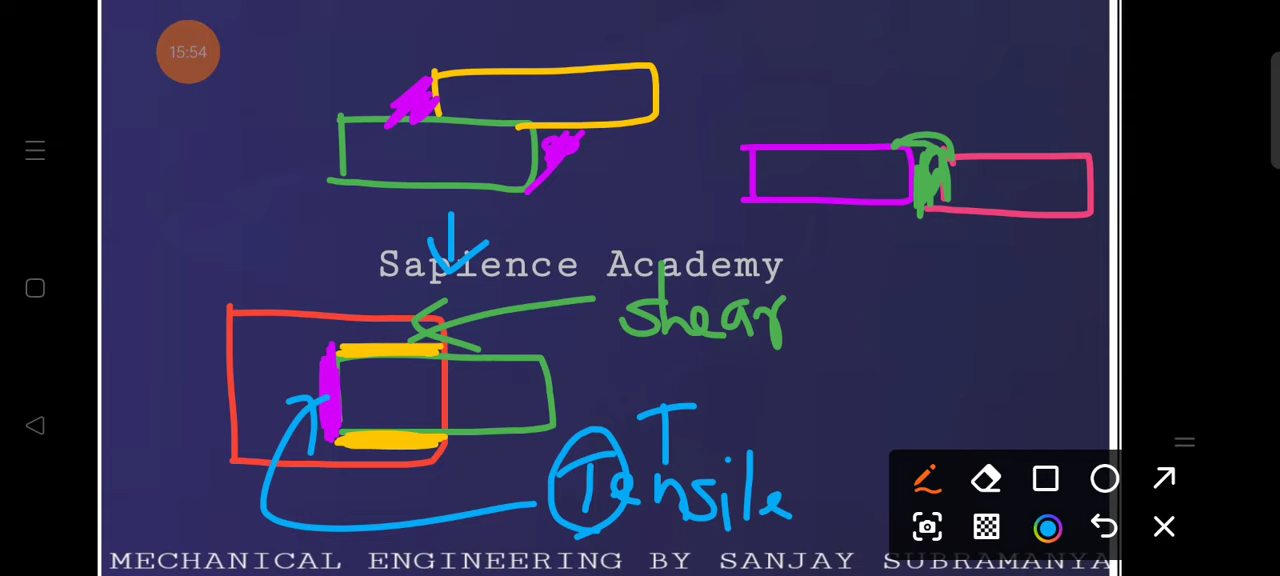 15:54
Sapience Academy
shear
T
Tensile
MECHANICAL ENGINEERING BY SANJAY SUBRAMANYA